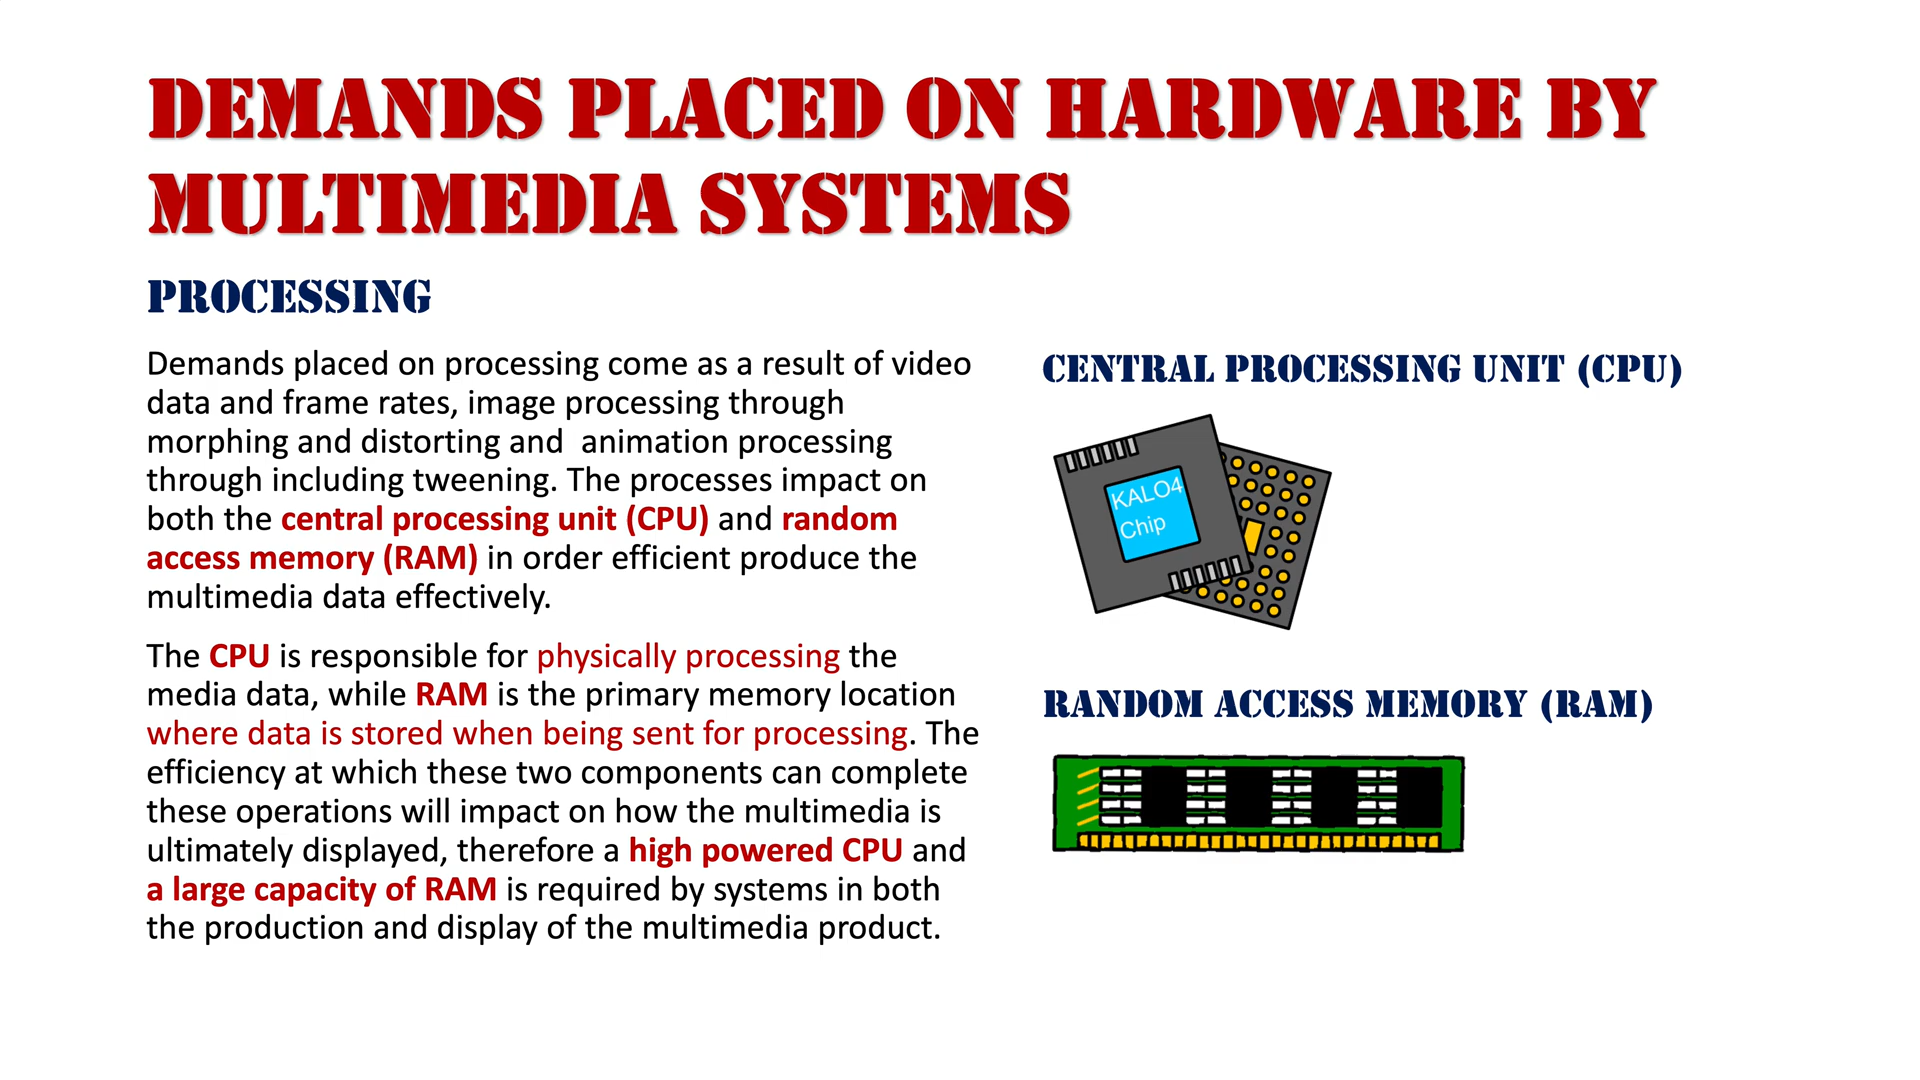 DEMANDS PLACED ON HARDWARE BY
MULTIMEDIA SYSTEMS
PROCESSING
Demands placed on processing come as a result of video
data and frame rates, image processing through
morphing and distorting and  animation processing
through including tweening. The processes impact on
both the central processing unit (CPU) and random
access memory (RAM) in order efficient produce the
multimedia data effectively.
The CPU is responsible for physically processing the
media data, while RAM is the primary memory location
where data is stored when being sent for processing. The
efficiency at which these two components can complete
these operations will impact on how the multimedia is
ultimately displayed, therefore a high powered CPU and
a large capacity of RAM is required by systems in both
the production and display of the multimedia product.
CENTRAL PROCESSING UNIT (CPU)
KALO4
Chip
RANDOM ACCESS MEMORY (RAM)